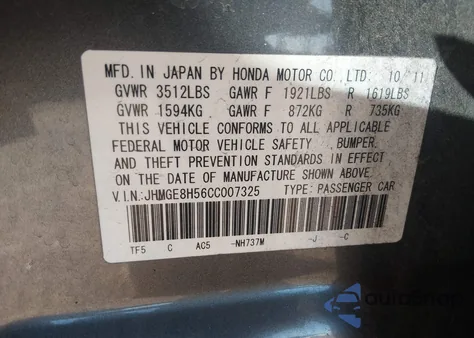 MFD. IN JAPAN BY HONDA MOTOR CO., LTD. 10/11
GVWR 3512LBS GAWR F 1921LBS R 1619LBS
GVWR 1594KG GAWR F 872KG R 735KG
THIS VEHICLE CONFORMS TO ALL APPLICABLE
FEDERAL MOTOR VEHICLE SAFETY, BUMPER,
AND THEFT PREVENTION STANDARDS IN EFFECT
ON THE DATE OF MANUFACTURE SHOWN ABOVE.
V.I.N.:JHMGE8H56CC007325 TYPE: PASSENGER CAR
TF5 C AC5 -NH737M -J -C